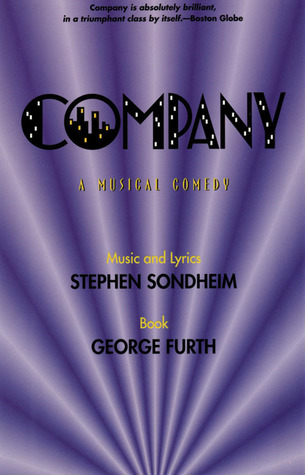 Company is absolutely brilliant,
in a triumphant class by itself.—Boston Globe
COMPANY
A MUSICAL COMEDY
Music and Lyrics
STEPHEN SONDHEIM
Book
GEORGE FURTH